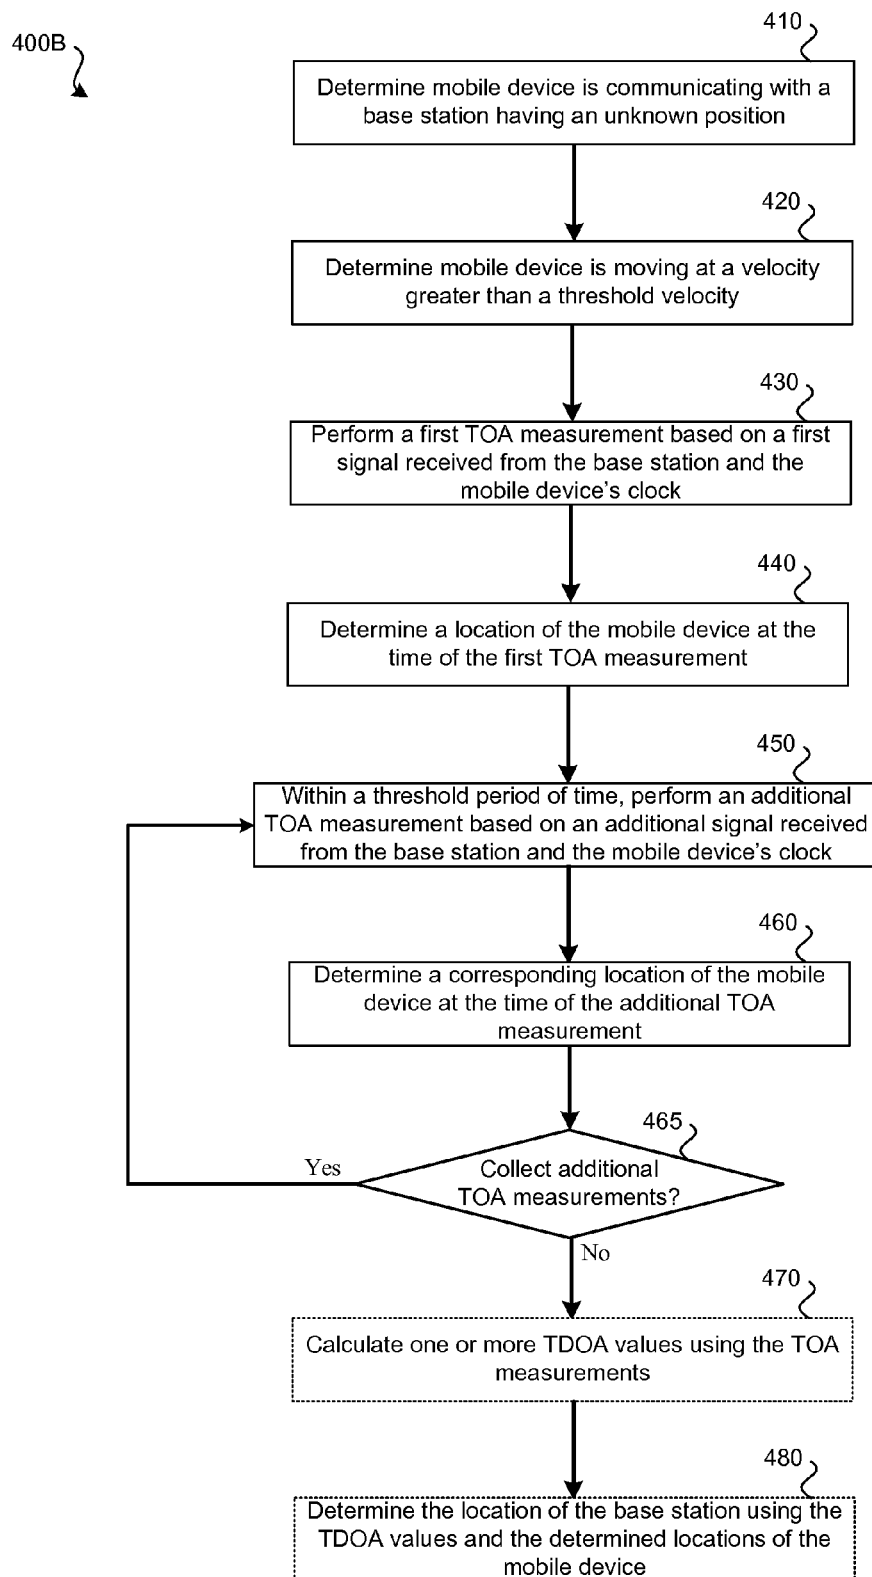 400B
410
Determine mobile device is communicating with a
base station having an unknown position
420
Determine mobile device is moving at a velocity
greater than a threshold velocity
430
Perform a first TOA measurement based on a first
signal received from the base station and the
mobile device's clock
440
Determine a location of the mobile device at the
time of the first TOA measurement
450
Within a threshold period of time, perform an additional
TOA measurement based on an additional signal received
from the base station and the mobile device's clock
460
Determine a corresponding location of the mobile
device at the time of the additional TOA
measurement
465
Yes
Collect additional
TOA measurements?
No
470
Calculate one or more TDOA values using the TOA
measurements
480
Determine the location of the base station using the
TDOA values and the determined locations of the
mobile device